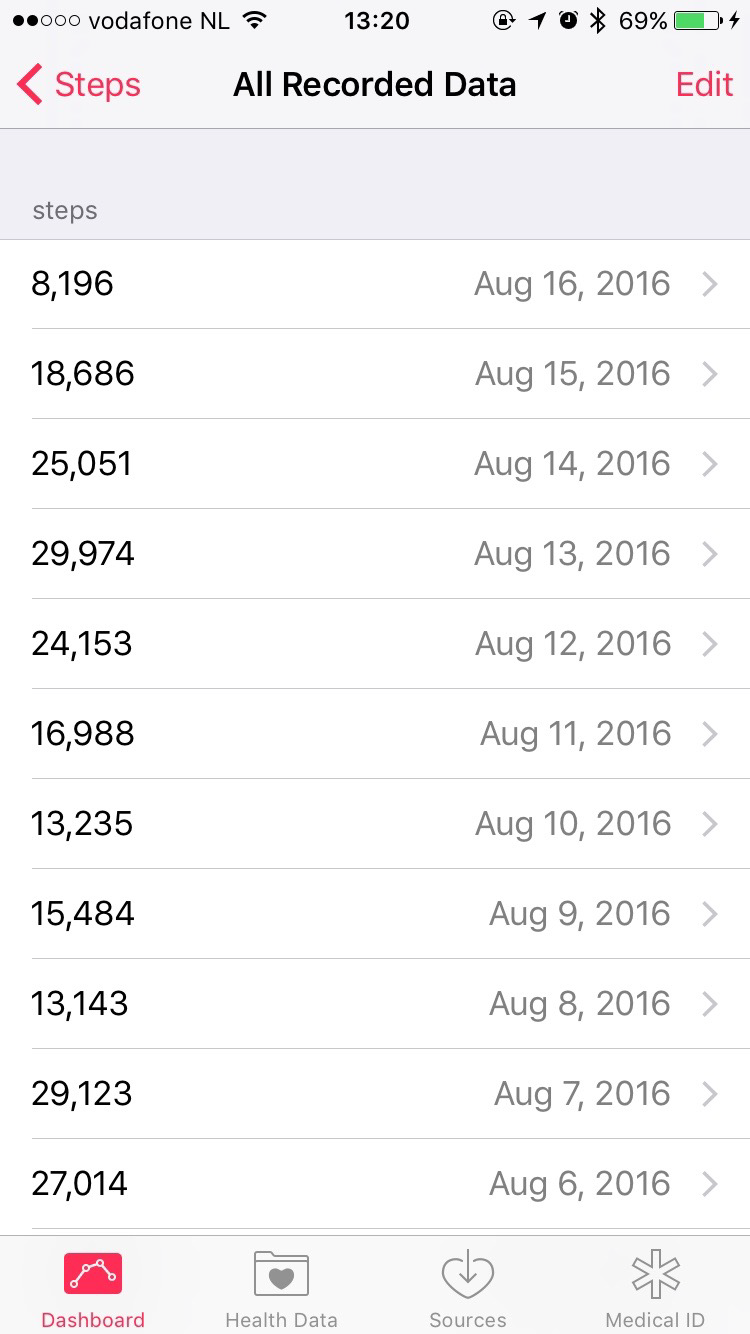 vodafone NL 13:20 69%
Steps All Recorded Data Edit
steps
8,196 Aug 16, 2016
18,686 Aug 15, 2016
25,051 Aug 14, 2016
29,974 Aug 13, 2016
24,153 Aug 12, 2016
16,988 Aug 11, 2016
13,235 Aug 10, 2016
15,484 Aug 9, 2016
13,143 Aug 8, 2016
29,123 Aug 7, 2016
27,014 Aug 6, 2016
Dashboard Health Data Sources Medical ID